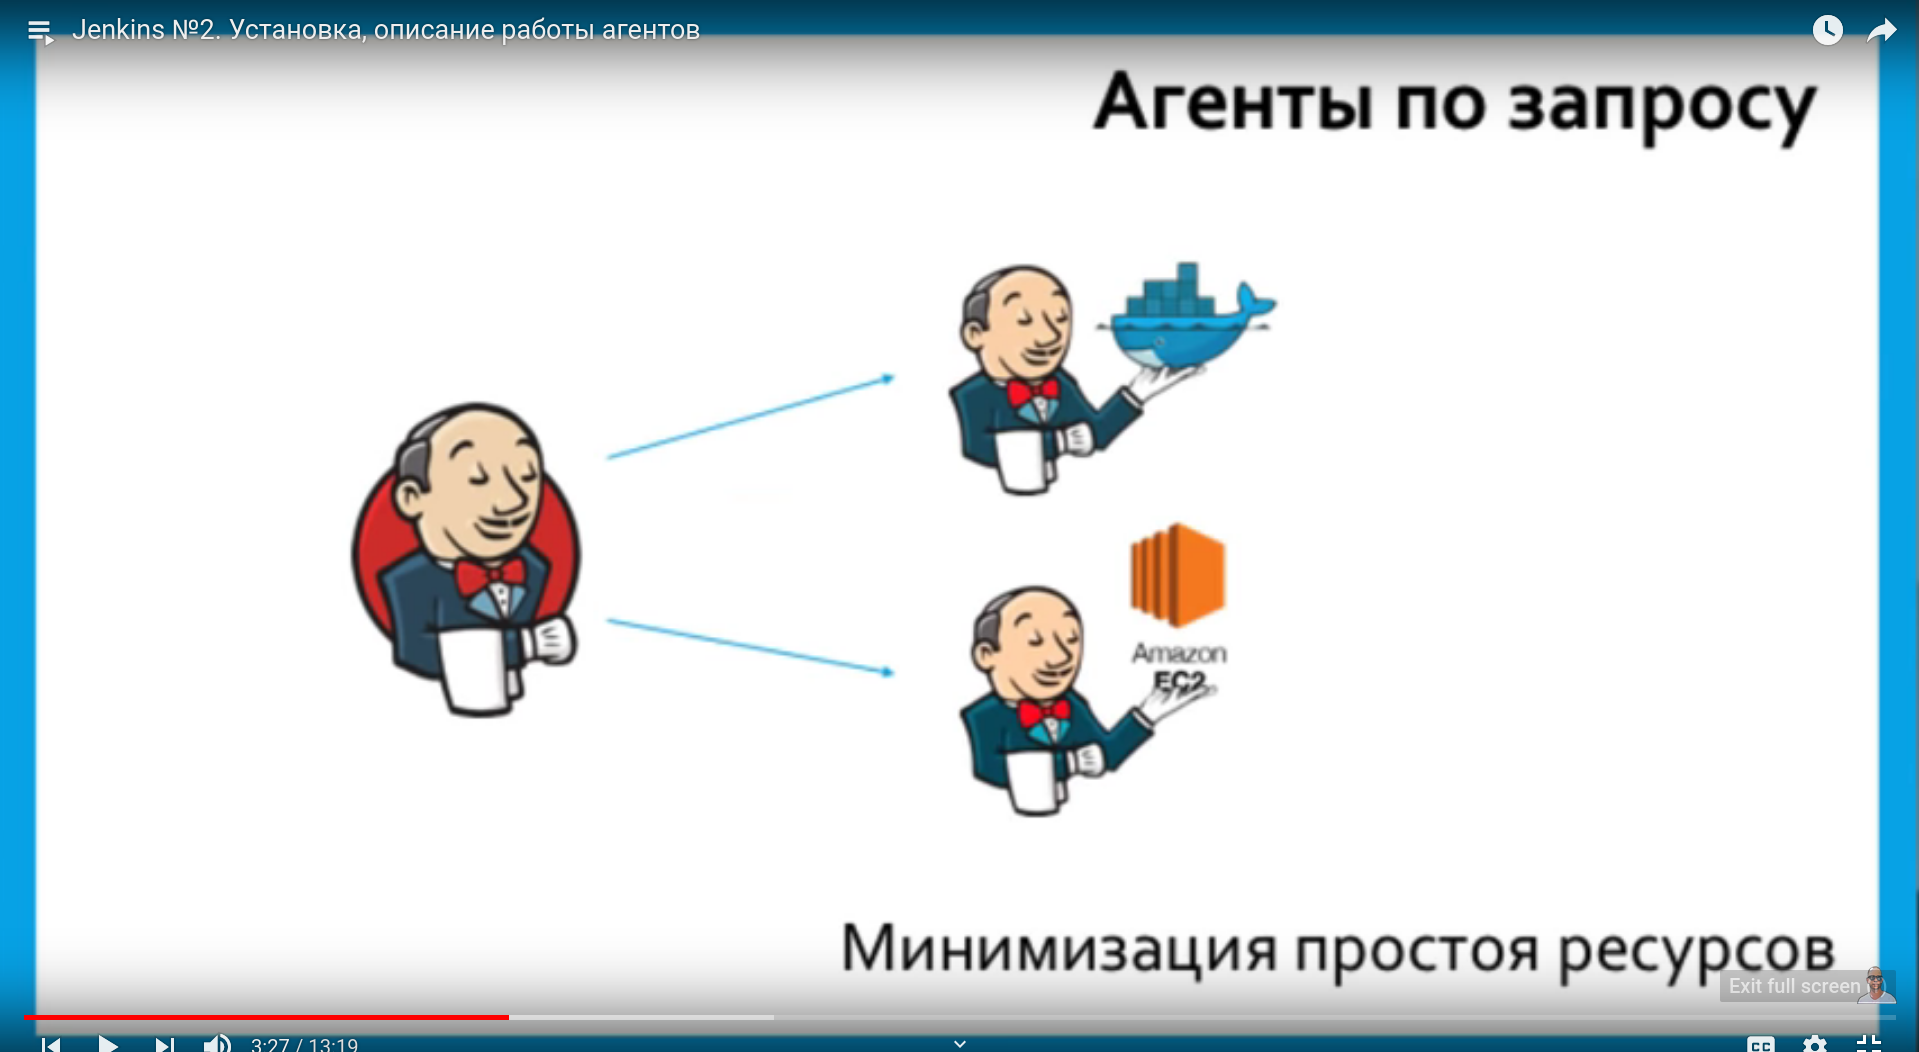 Jenkins №2. Установка, описание работы агентов
Агенты по запросу
Amazon
EC2
Минимизация простоя ресурсов
Exit full screen
3:27 / 13:19
CC